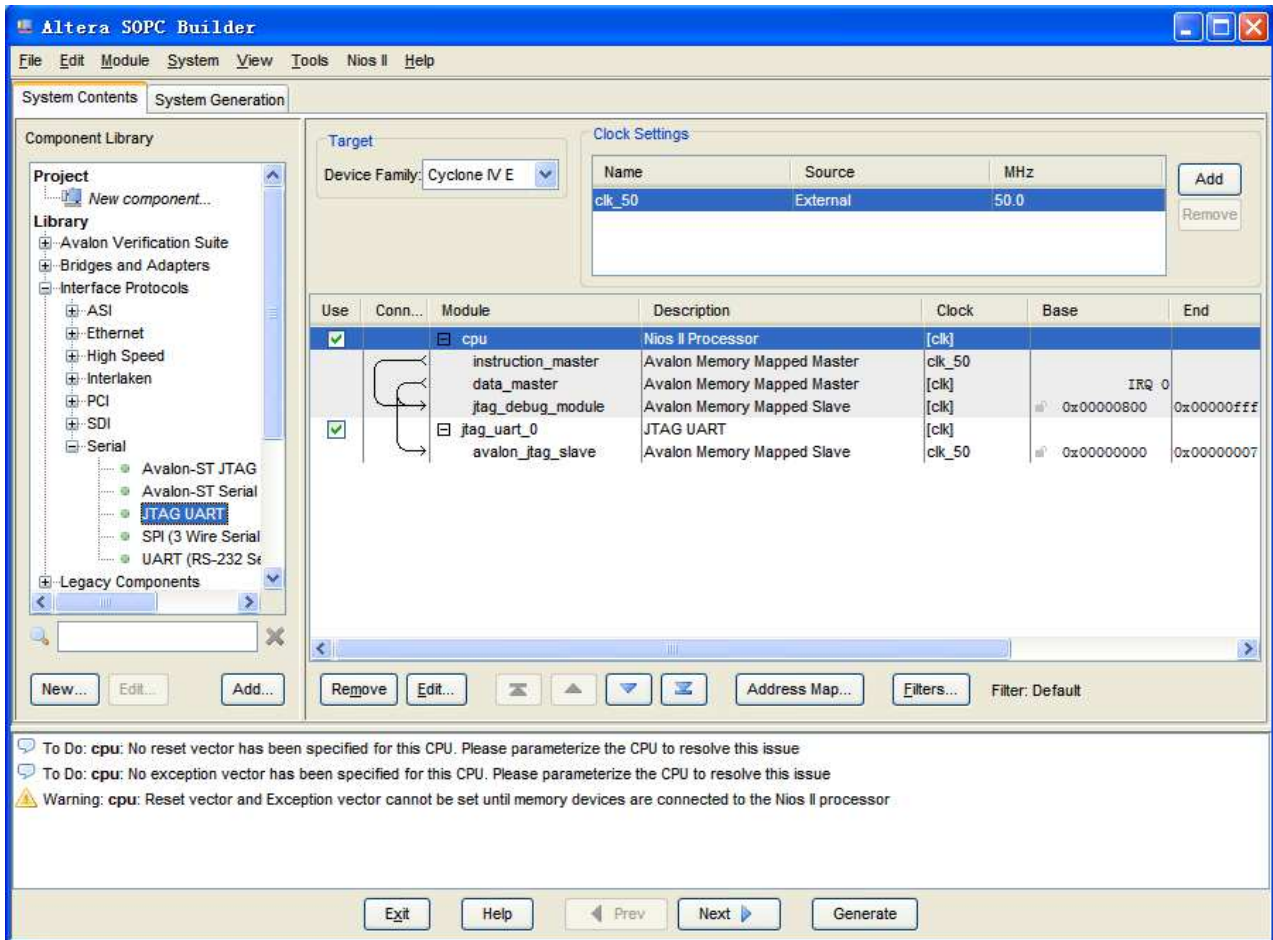 Altera SOPC Builder
File Edit Module System View Tools Nios II Help
System Contents System Generation
Component Library
Project
New component...
Library
Avalon Verification Suite
Bridges and Adapters
Interface Protocols
ASI
Ethernet
High Speed
Interlaken
PCI
SDI
Serial
Avalon-ST JTAG
Avalon-ST Serial
JTAG UART
SPI (3 Wire Serial
UART (RS-232 Se
Legacy Components
New... Edit... Add...
Target
Device Family: Cyclone IV E
Clock Settings
Name Source MHz
clk_50 External 50.0
Add
Remove
Use Conn... Module Description Clock Base End
cpu Nios II Processor [clk]
instruction_master Avalon Memory Mapped Master clk_50
data_master Avalon Memory Mapped Master [clk] IRQ 0
jtag_debug_module Avalon Memory Mapped Slave [clk] 0x00000800 0x00000fff
jtag_uart_0 JTAG UART [clk]
avalon_jtag_slave Avalon Memory Mapped Slave clk_50 0x00000000 0x00000007
Remove Edit... Address Map... Filters... Filter: Default
To Do: cpu: No reset vector has been specified for this CPU. Please parameterize the CPU to resolve this issue
To Do: cpu: No exception vector has been specified for this CPU. Please parameterize the CPU to resolve this issue
Warning: cpu: Reset vector and Exception vector cannot be set until memory devices are connected to the Nios II processor
Exit Help Prev Next Generate